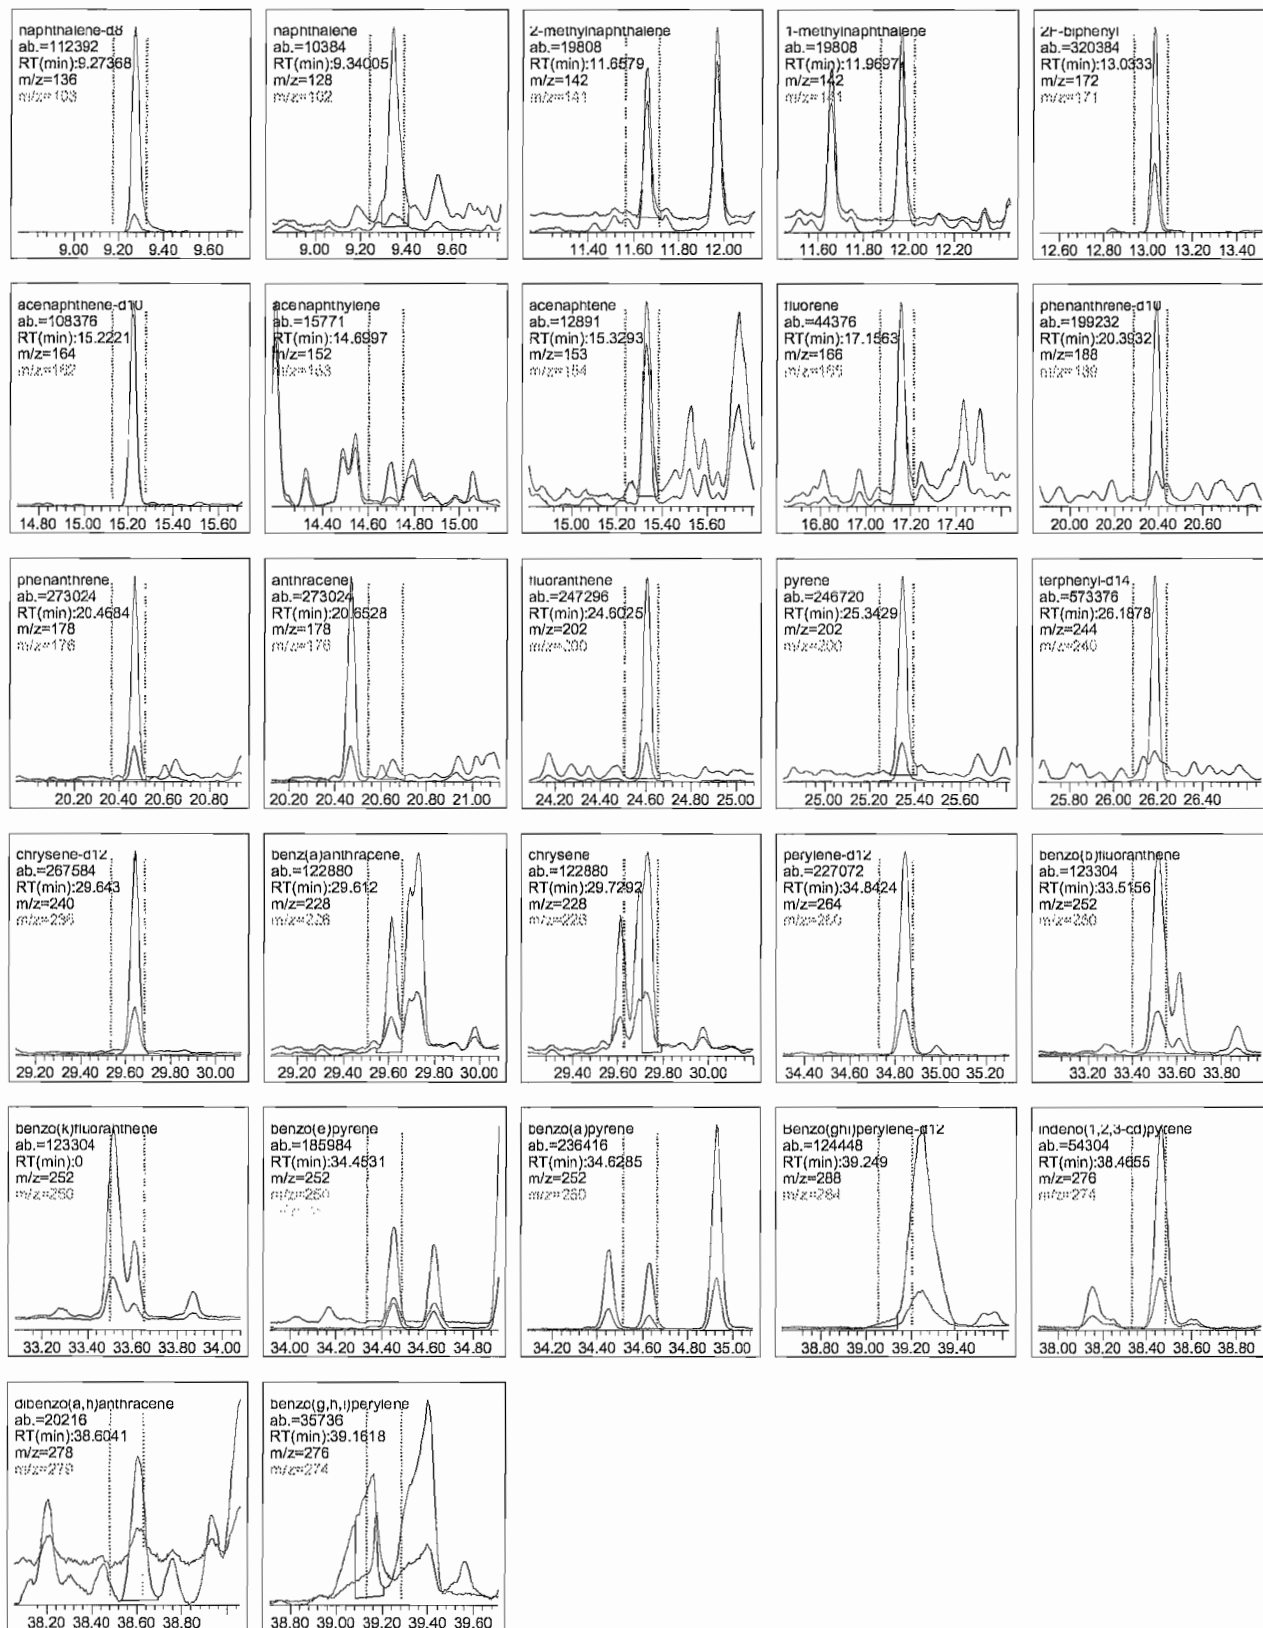 naphthalene-d8
ab.=112392
RT(min):9.27368
m/z=136
m/z=108
9.00 9.20 9.40 9.60
naphthalene
ab.=10384
RT(min):9.34005
m/z=128
m/z=102
9.00 9.20 9.40 9.60
2-methylnaphthalene
ab.=19808
RT(min):11.6579
m/z=142
m/z=141
11.40 11.60 11.80 12.00
1-methylnaphthalene
ab.=19808
RT(min):11.9697
m/z=142
m/z=141
11.60 11.80 12.00 12.20
2F-biphenyl
ab.=320384
RT(min):13.0333
m/z=172
m/z=171
12.60 12.80 13.00 13.20 13.40
acenaphthene-d10
ab.=108376
RT(min):15.2221
m/z=164
m/z=162
14.80 15.00 15.20 15.40 15.60
acenaphthylene
ab.=15771
RT(min):14.6997
m/z=152
m/z=153
14.40 14.60 14.80 15.00
acenaphtene
ab.=12891
RT(min):15.3293
m/z=153
m/z=154
15.00 15.20 15.40 15.60
fluorene
ab.=44376
RT(min):17.1563
m/z=166
m/z=165
16.80 17.00 17.20 17.40
phenanthrene-d10
ab.=199232
RT(min):20.3932
m/z=188
m/z=189
20.00 20.20 20.40 20.60
phenanthrene
ab.=273024
RT(min):20.4684
m/z=178
m/z=176
20.20 20.40 20.60 20.80
anthracene
ab.=273024
RT(min):20.6528
m/z=178
m/z=176
20.20 20.40 20.60 20.80 21.00
fluoranthene
ab.=247296
RT(min):24.6025
m/z=202
m/z=200
24.20 24.40 24.60 24.80 25.00
pyrene
ab.=246720
RT(min):25.3429
m/z=202
m/z=200
25.00 25.20 25.40 25.60
terphenyl-d14
ab.=573376
RT(min):26.1878
m/z=244
m/z=240
25.80 26.00 26.20 26.40
chrysene-d12
ab.=267584
RT(min):29.643
m/z=240
m/z=236
29.20 29.40 29.60 29.80 30.00
benz(a)anthracene
ab.=122880
RT(min):29.612
m/z=228
m/z=226
29.20 29.40 29.60 29.80 30.00
chrysene
ab.=122880
RT(min):29.7292
m/z=228
m/z=226
29.40 29.60 29.80 30.00
perylene-d12
ab.=227072
RT(min):34.8424
m/z=264
m/z=260
34.40 34.60 34.80 35.00 35.20
benzo(b)fluoranthene
ab.=123304
RT(min):33.5156
m/z=252
m/z=250
33.20 33.40 33.60 33.80
benzo(k)fluoranthene
ab.=123304
RT(min):0
m/z=252
m/z=250
33.20 33.40 33.60 33.80 34.00
benzo(e)pyrene
ab.=185984
RT(min):34.4531
m/z=252
m/z=250
34.00 34.20 34.40 34.60 34.80
benzo(a)pyrene
ab.=236416
RT(min):34.6285
m/z=252
m/z=250
34.20 34.40 34.60 34.80 35.00
Benzo(ghi)perylene-d12
ab.=124448
RT(min):39.249
m/z=288
m/z=284
38.80 39.00 39.20 39.40
indeno(1,2,3-cd)pyrene
ab.=54304
RT(min):38.4655
m/z=276
m/z=274
38.00 38.20 38.40 38.60 38.80
dibenzo(a,h)anthracene
ab.=20216
RT(min):38.6041
m/z=278
m/z=279
38.20 38.40 38.60 38.80
benzo(g,h,i)perylene
ab.=35736
RT(min):39.1618
m/z=276
m/z=274
38.80 39.00 39.20 39.40 39.60